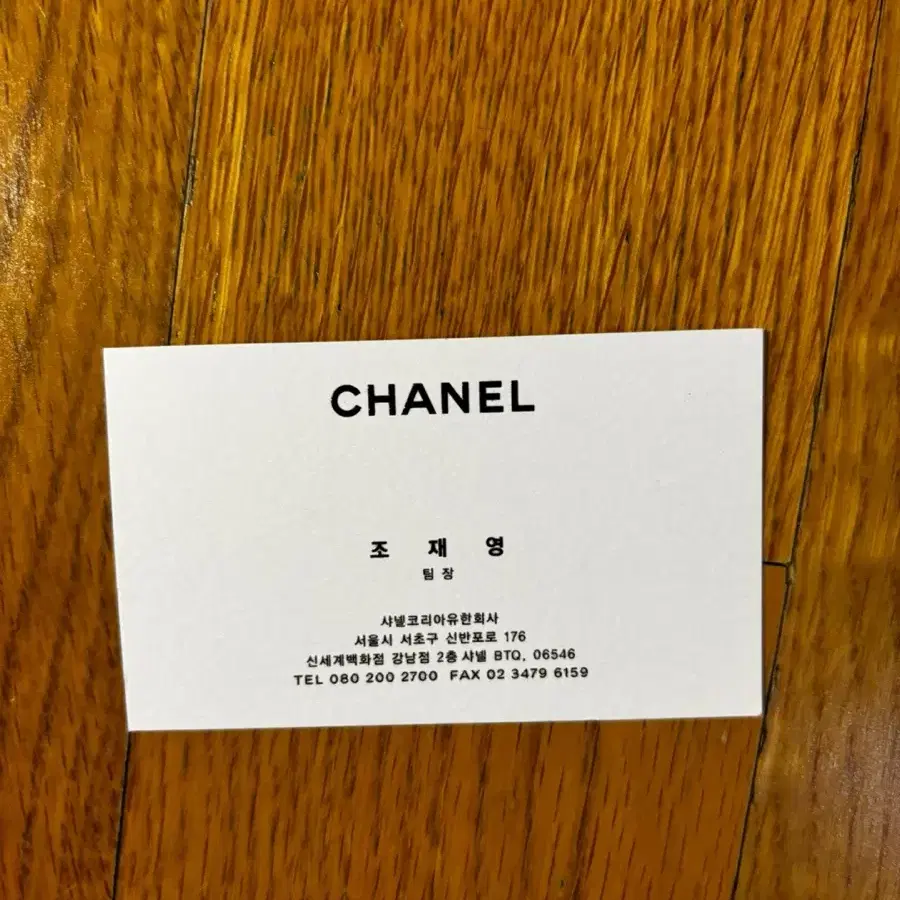 CHANEL
조 재 영
팀 장
샤넬코리아유한회사
서울시 서초구 신반포로 176
신세계백화점 강남점 2층 샤넬 BTQ, 06546
TEL 080 200 2700 FAX 02 3479 6159